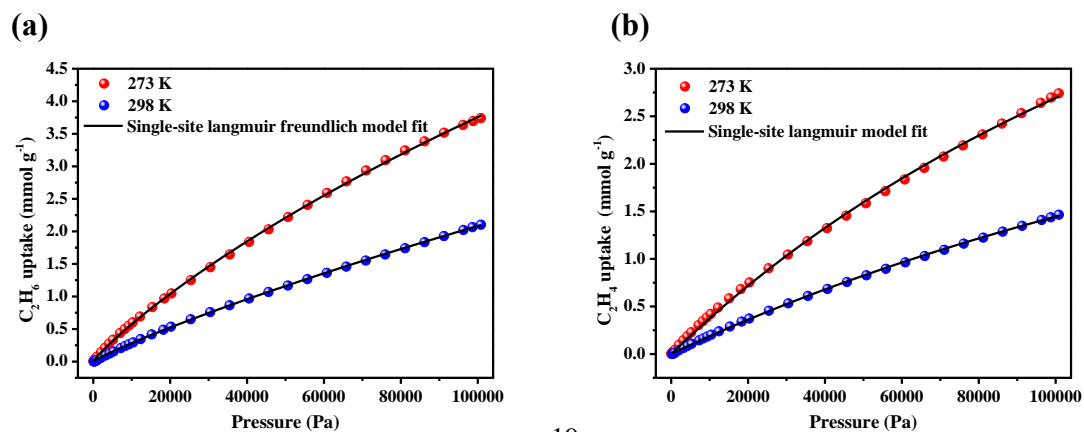 (a)
(b)
4.5
4.0
3.5
3.0
2.5
2.0
1.5
1.0
0.5
0.0
C₂H₆ uptake (mmol g⁻¹)
273 K
298 K
Single-site langmuir freundlich model fit
0 20000 40000 60000 80000 100000
Pressure (Pa)
3.0
2.5
2.0
1.5
1.0
0.5
0.0
C₂H₄ uptake (mmol g⁻¹)
273 K
298 K
Single-site langmuir model fit
0 20000 40000 60000 80000 100000
Pressure (Pa)